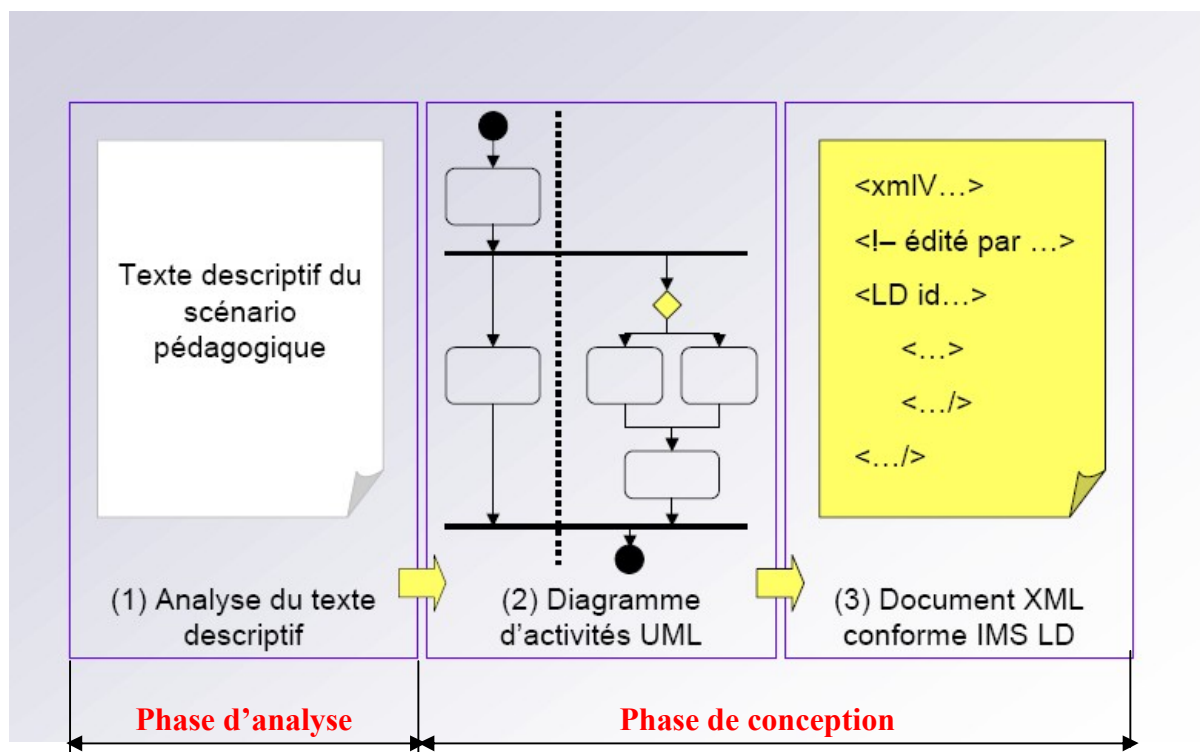 Texte descriptif du
scénario
pédagogique
(1) Analyse du texte
descriptif
(2) Diagramme
d'activités UML
<xmlV…>
<!– édité par …>
<LD id…>
<…>
<…/>
<…/>
(3) Document XML
conforme IMS LD
Phase d'analyse
Phase de conception